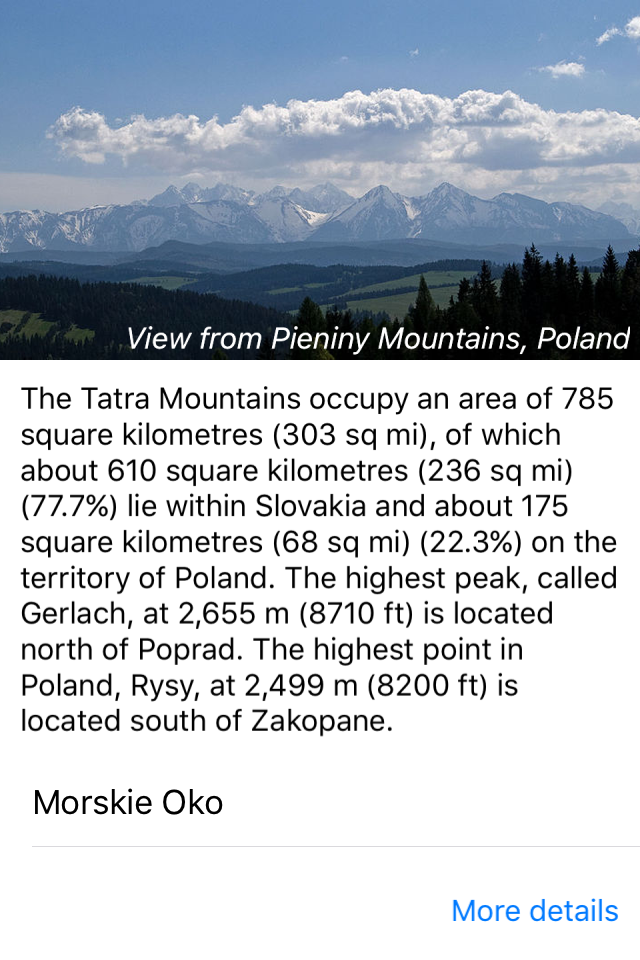 View from Pieniny Mountains, Poland
The Tatra Mountains occupy an area of 785
square kilometres (303 sq mi), of which
about 610 square kilometres (236 sq mi)
(77.7%) lie within Slovakia and about 175
square kilometres (68 sq mi) (22.3%) on the
territory of Poland. The highest peak, called
Gerlach, at 2,655 m (8710 ft) is located
north of Poprad. The highest point in
Poland, Rysy, at 2,499 m (8200 ft) is
located south of Zakopane.
Morskie Oko
More details